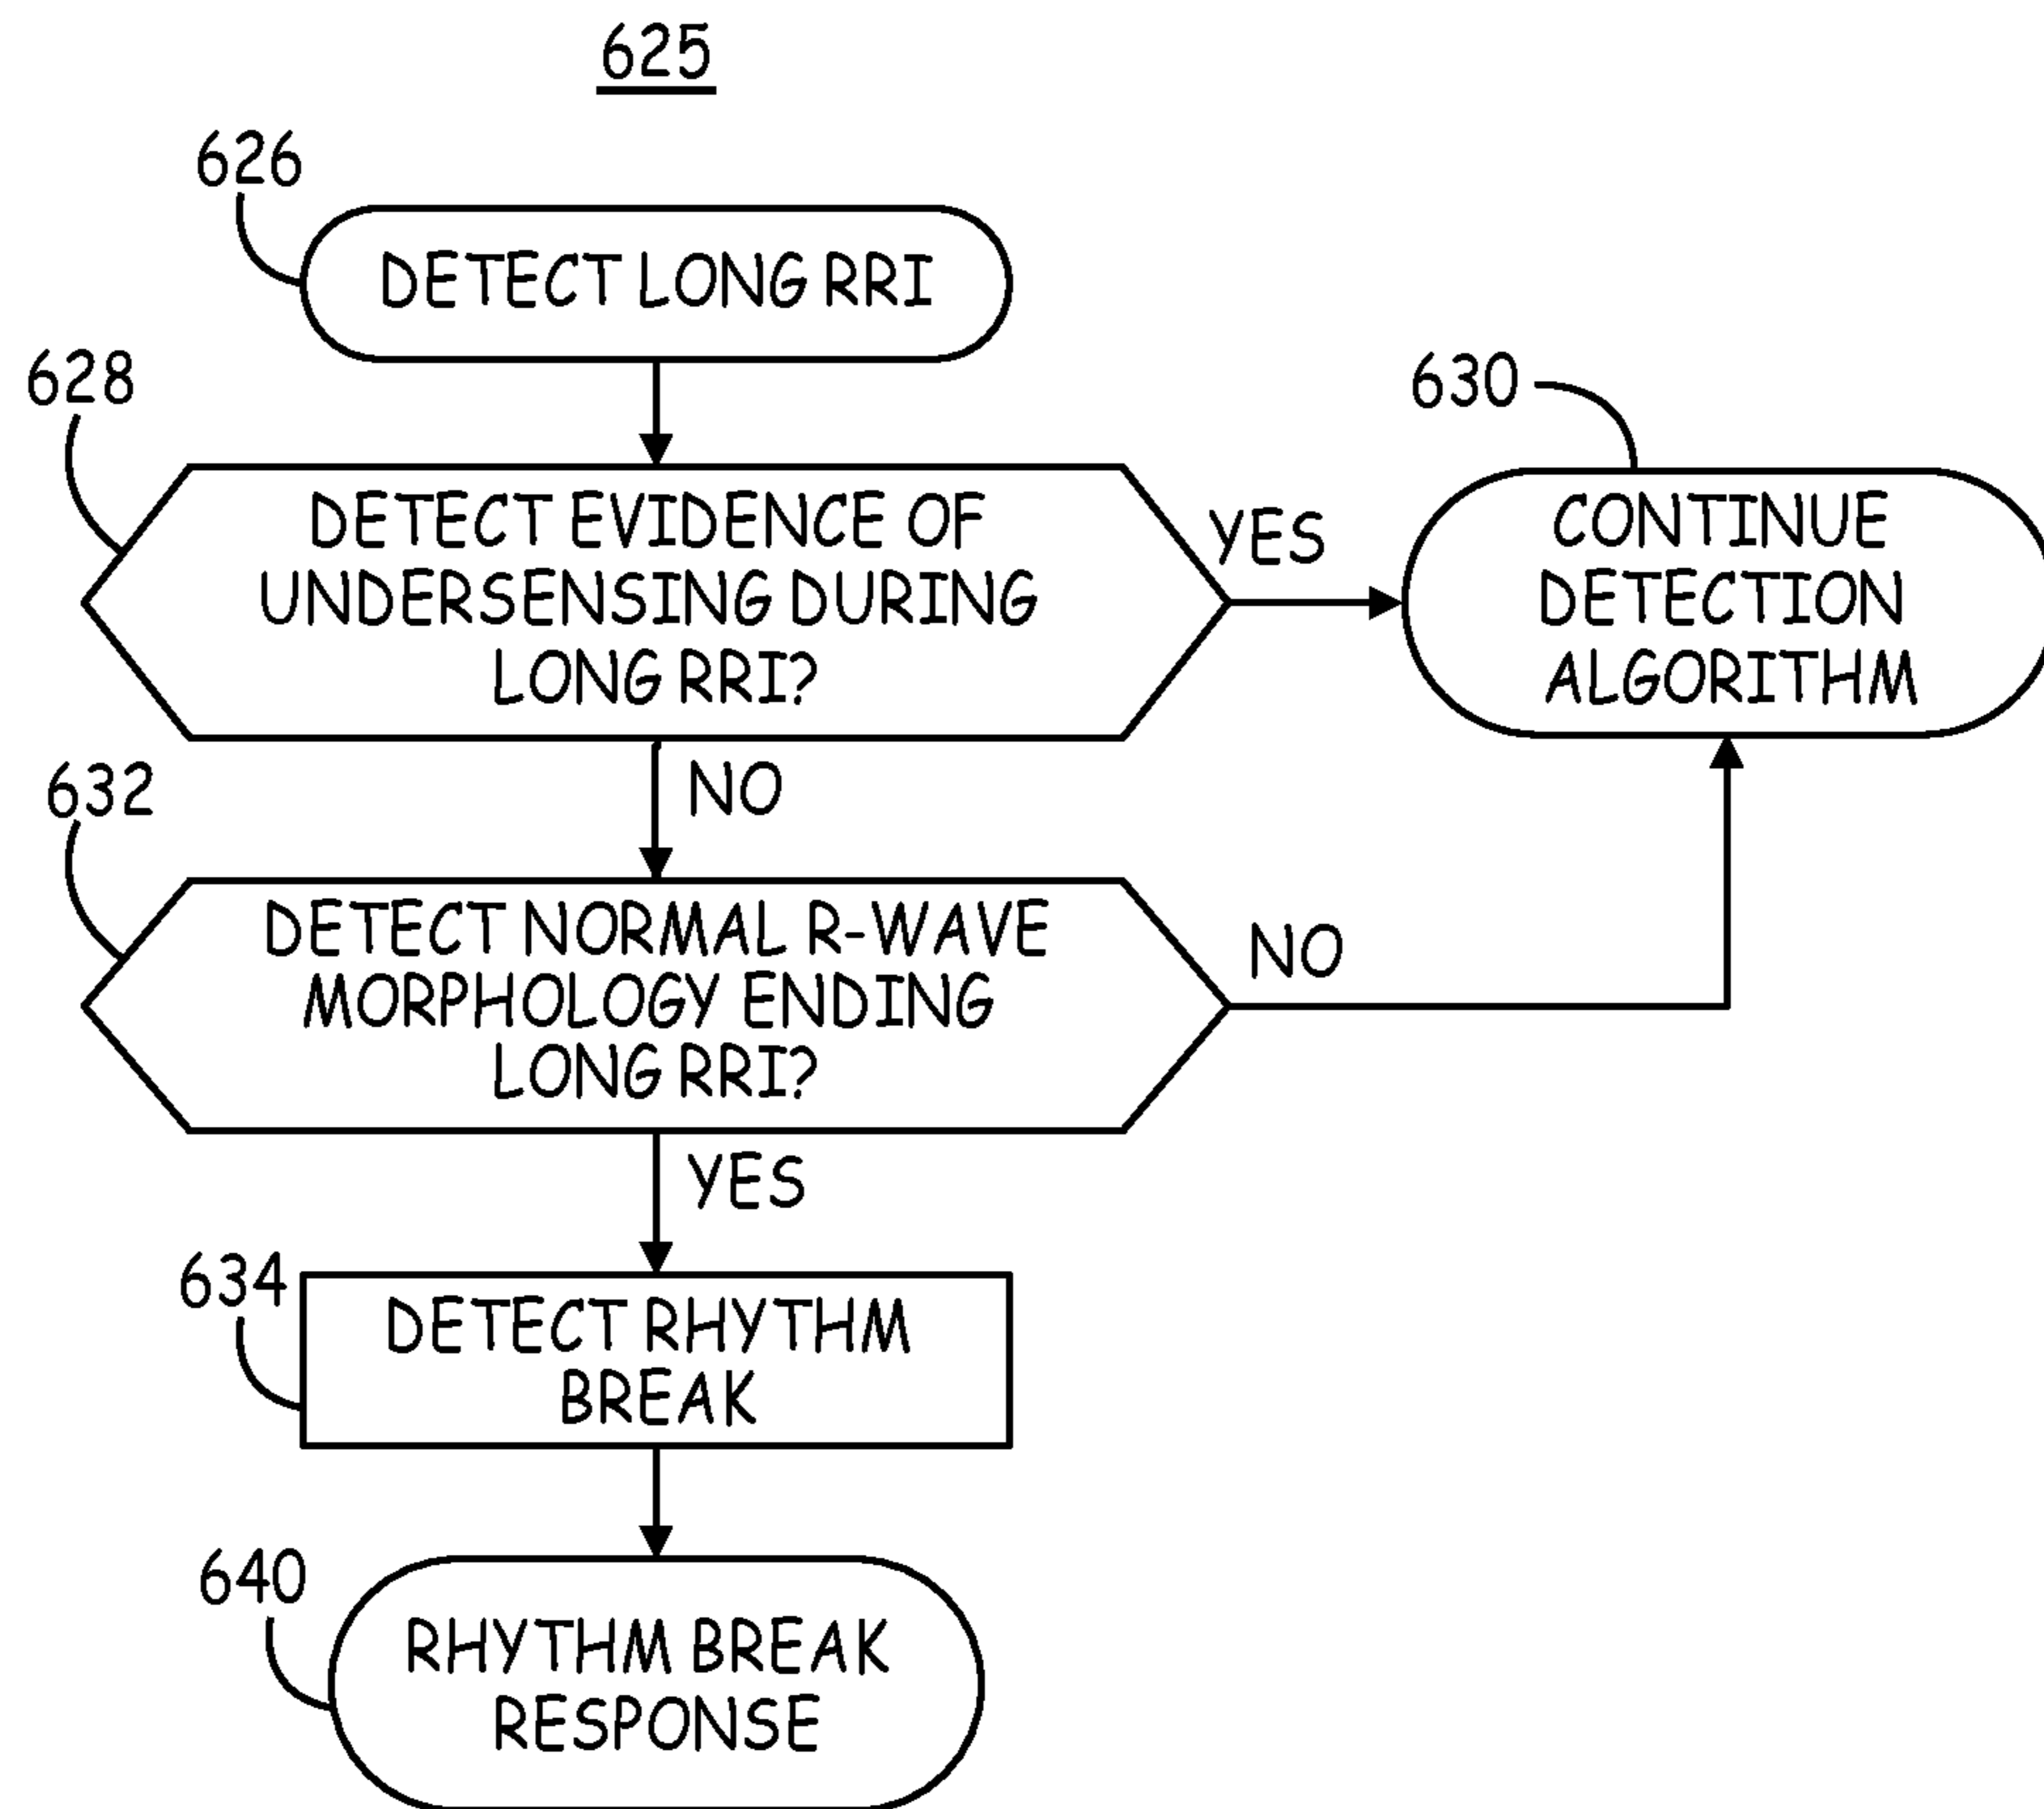 625
626
DETECT LONG RRI
628
DETECT EVIDENCE OF
UNDERSENSING DURING
LONG RRI?
YES
630
CONTINUE
DETECTION
ALGORITHM
NO
632
DETECT NORMAL R-WAVE
MORPHOLOGY ENDING
LONG RRI?
NO
YES
634
DETECT RHYTHM
BREAK
640
RHYTHM BREAK
RESPONSE